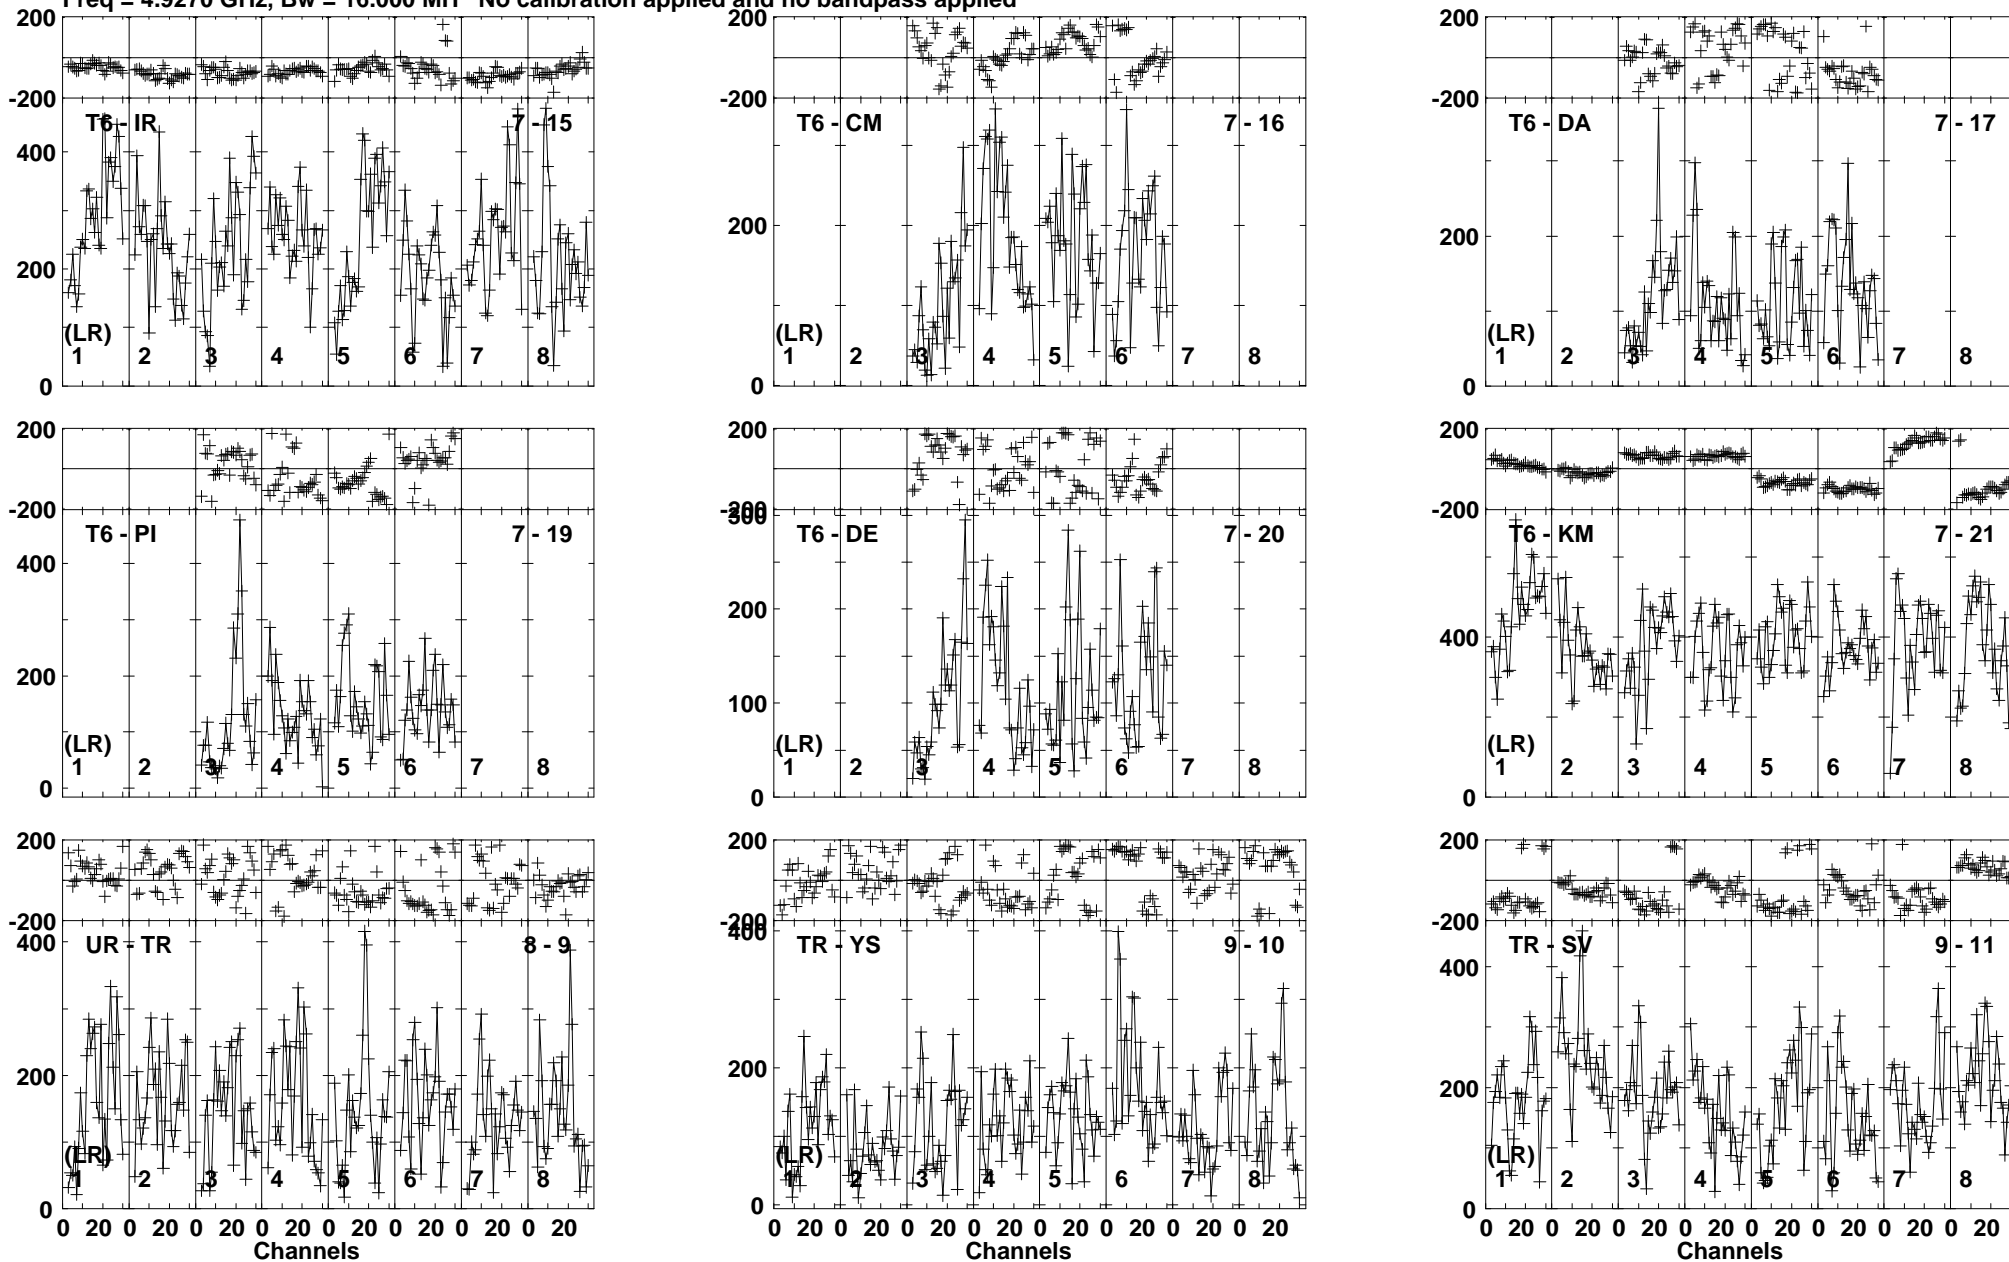 Freq = 4.9270 GHz, Bw = 16.000 MH No calibration applied and no bandpass applied
200 200 200
-200 -200 -200
T6 - IR 7 - 15 T6 - CM 7 - 16 T6 - DA 7 - 17
400
200 200 200
(LR) (LR) (LR)
1 2 3 4 5 6 7 8 1 2 3 4 5 6 7 8 1 2 3 4 5 6 7 8
0 0 0
200 200 200
-200 -200 -200
300
T6 - PI 7 - 19 T6 - DE 7 - 20 T6 - KM 7 - 21
400 200 400
200 100
(LR) (LR) (LR)
1 2 3 4 5 6 7 8 1 2 3 4 5 6 7 8 1 2 3 4 5 6 7 8
0 0 0
200 200 200
-200 -200 -200
400 400
UR - TR 8 - 9 TR - YS 9 - 10 TR - SV 9 - 11
400
200 200 200
(LR) (LR) (LR)
1 2 3 4 5 6 7 8 1 2 3 4 5 6 7 8 1 2 3 4 5 6 7 8
0 0 0
0 20 0 20 0 20 0 20 0 20 0 20 0 20 0 20 0 20 0 20 0 20 0 20 0 20 0 20 0 20 0 20 0 20 0 20 0 20 0 20 0 20 0 20 0 20 0 20
Channels Channels Channels